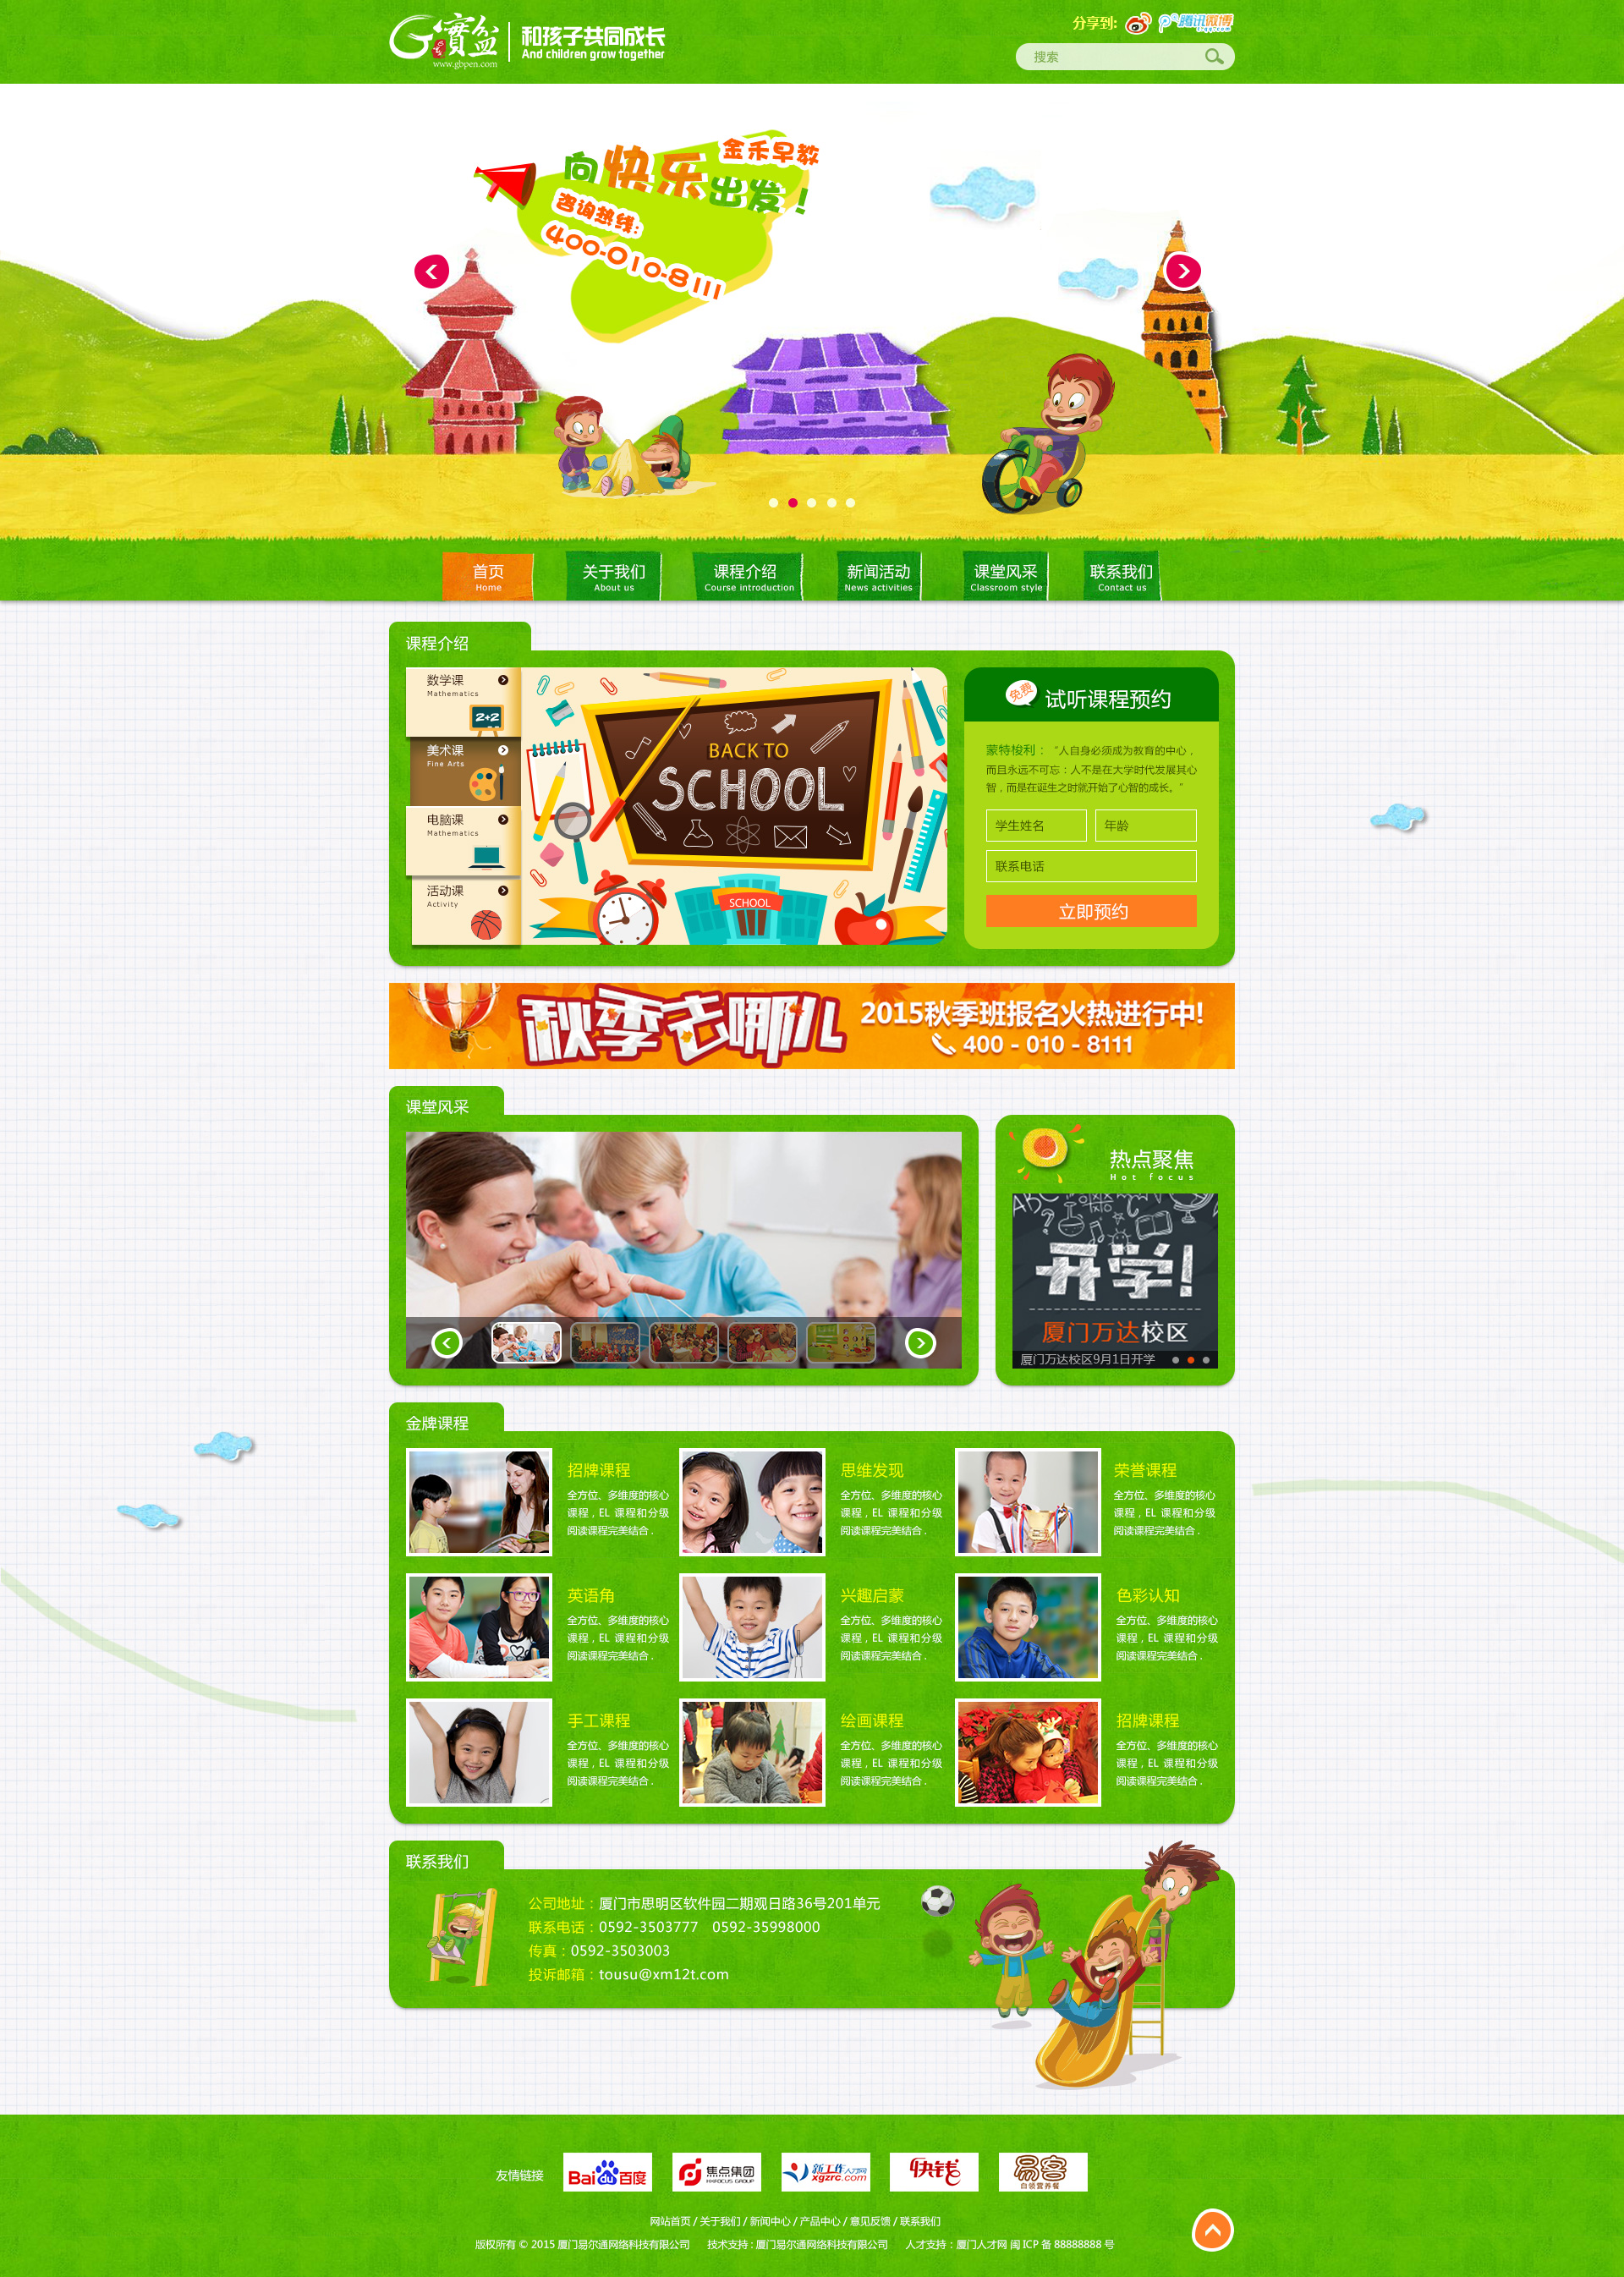 G宝盆
www.gbpen.com
和孩子共同成长
And children grow together
分享到:
腾讯微博
搜索
金禾早教
向快乐出发!
咨询热线:
400-010-8111
首页
Home
关于我们
About us
课程介绍
Course introduction
新闻活动
News activities
课堂风采
Classroom style
联系我们
Contact us
课程介绍
数学课
Mathematics
2+2
美术课
Fine Arts
电脑课
Mathematics
活动课
Activity
BACK TO
SCHOOL
SCHOOL
免费
试听课程预约
蒙特梭利：“人自身必须成为教育的中心，
而且永远不可忘：人不是在大学时代发展其心
智，而是在诞生之时就开始了心智的成长。”
学生姓名
年龄
联系电话
立即预约
秋季去哪儿
2015秋季班报名火热进行中!
400 - 010 - 8111
课堂风采
热点聚焦
Hot focus
开学!
厦门万达校区
厦门万达校区9月1日开学
金牌课程
招牌课程
全方位、多维度的核心
课程，EL 课程和分级
阅读课程完美结合.
思维发现
全方位、多维度的核心
课程，EL 课程和分级
阅读课程完美结合.
荣誉课程
全方位、多维度的核心
课程，EL 课程和分级
阅读课程完美结合.
英语角
全方位、多维度的核心
课程，EL 课程和分级
阅读课程完美结合.
兴趣启蒙
全方位、多维度的核心
课程，EL 课程和分级
阅读课程完美结合.
色彩认知
全方位、多维度的核心
课程，EL 课程和分级
阅读课程完美结合.
手工课程
全方位、多维度的核心
课程，EL 课程和分级
阅读课程完美结合.
绘画课程
全方位、多维度的核心
课程，EL 课程和分级
阅读课程完美结合.
招牌课程
全方位、多维度的核心
课程，EL 课程和分级
阅读课程完美结合.
联系我们
公司地址：厦门市思明区软件园二期观日路36号201单元
联系电话：0592-3503777 0592-35998000
传真：0592-3503003
投诉邮箱：tousu@xm12t.com
友情链接
Bai du 百度
焦点集团
HXFOCUS GROUP
新工作人才网
xgzrc.com
快钱
易客
白领营养餐
网站首页 / 关于我们 / 新闻中心 / 产品中心 / 意见反馈 / 联系我们
版权所有 © 2015 厦门易尔通网络科技有限公司 技术支持：厦门易尔通网络科技有限公司 人才支持：厦门人才网 闽 ICP 备 88888888 号